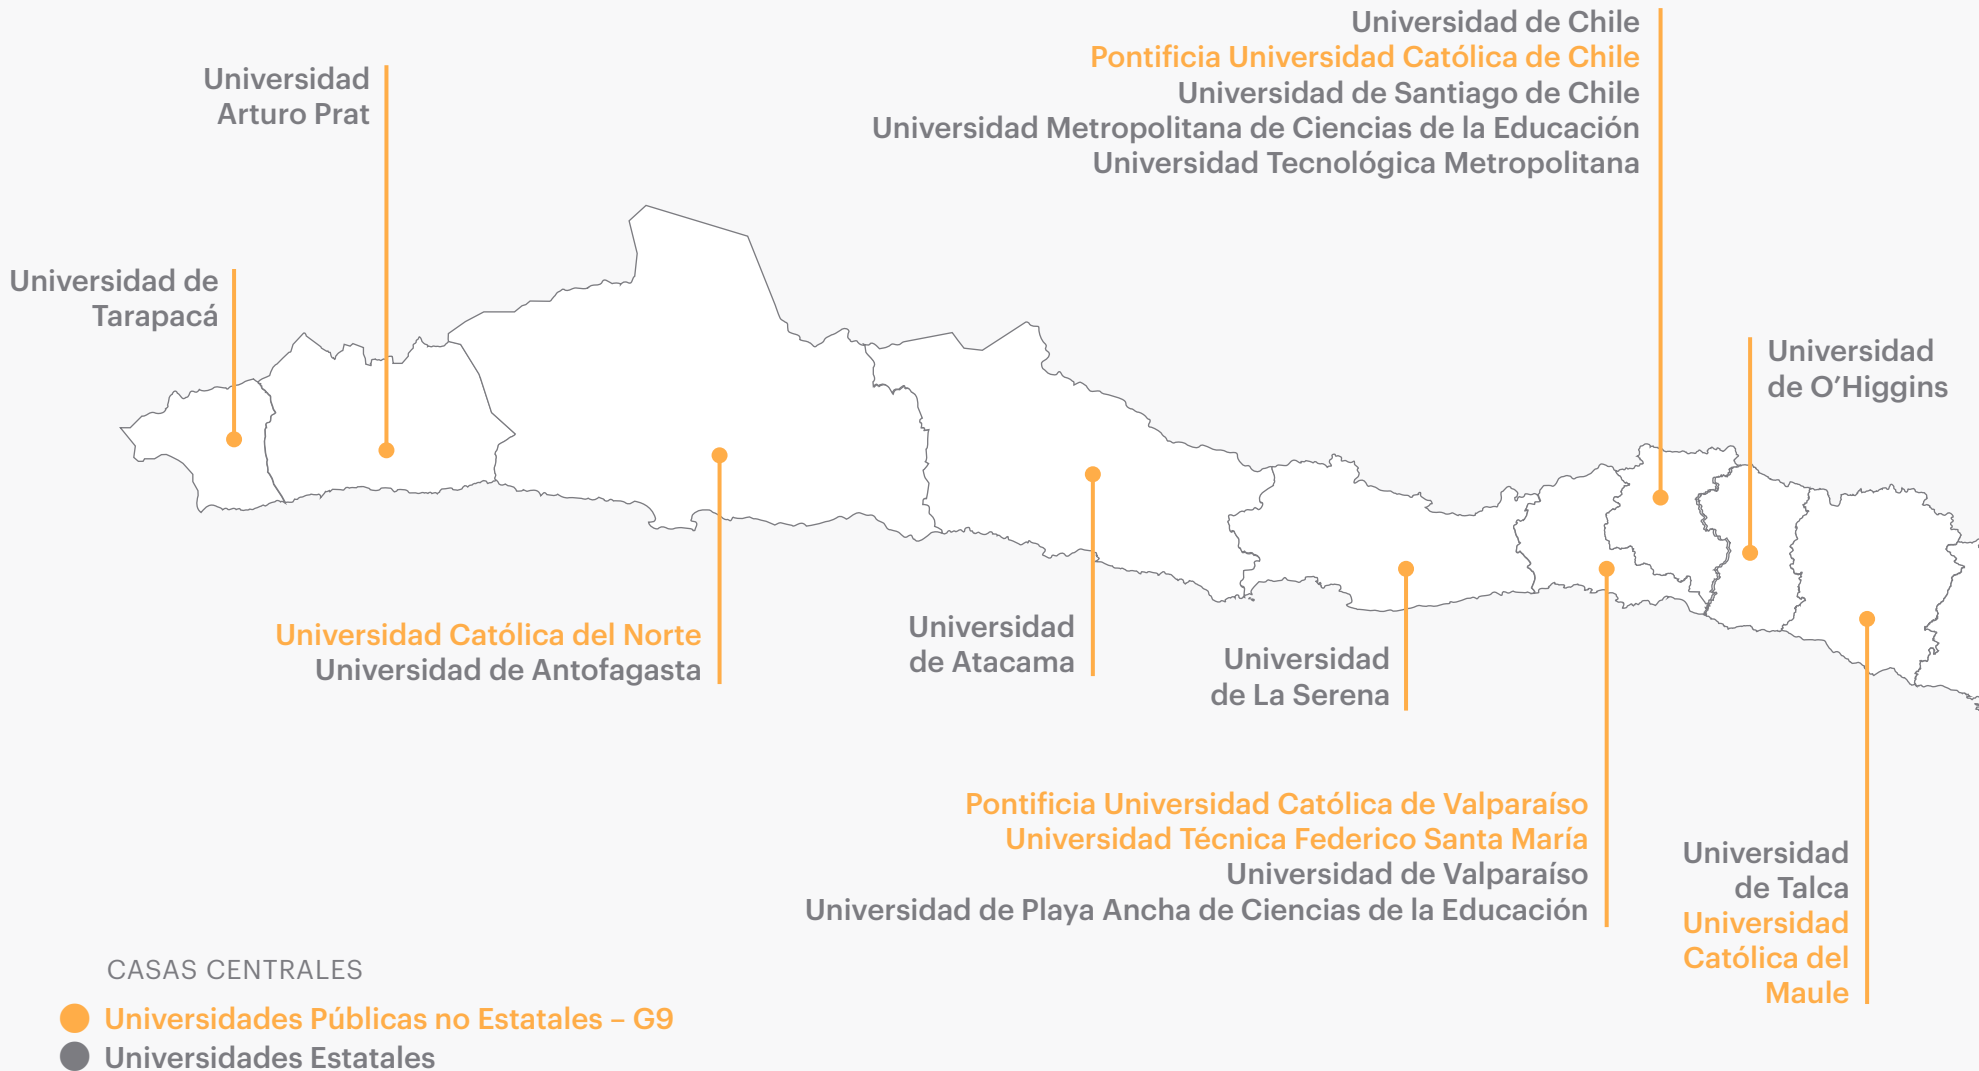 Universidad
Arturo Prat
Universidad de
Tarapacá
Universidad de Chile
Pontificia Universidad Católica de Chile
Universidad de Santiago de Chile
Universidad Metropolitana de Ciencias de la Educación
Universidad Tecnológica Metropolitana
Universidad
de O’Higgins
Universidad Católica del Norte
Universidad de Antofagasta
Universidad
de Atacama
Universidad
de La Serena
Pontificia Universidad Católica de Valparaíso
Universidad Técnica Federico Santa María
Universidad de Valparaíso
Universidad de Playa Ancha de Ciencias de la Educación
Universidad
de Talca
Universidad
Católica del
Maule
CASAS CENTRALES
Universidades Públicas no Estatales – G9
Universidades Estatales